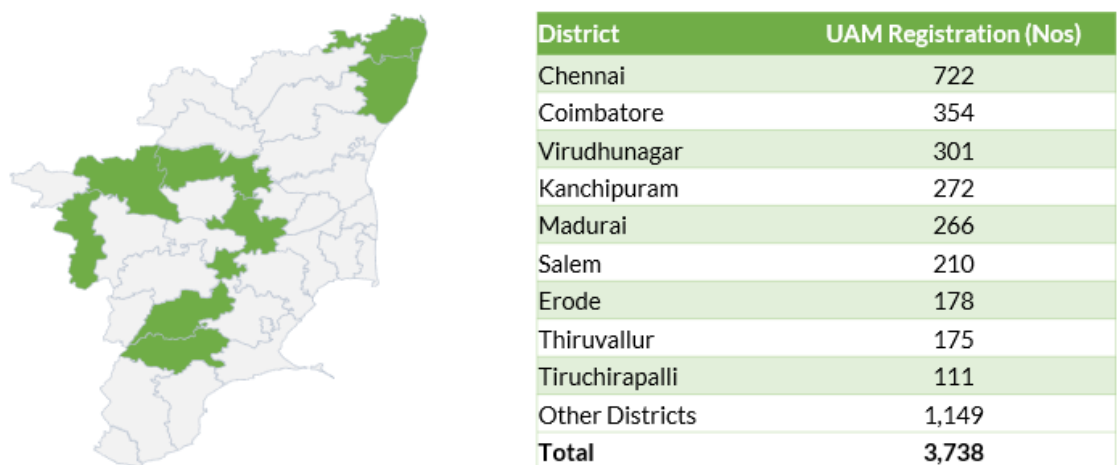 District UAM Registration (Nos)
Chennai 722
Coimbatore 354
Virudhunagar 301
Kanchipuram 272
Madurai 266
Salem 210
Erode 178
Thiruvallur 175
Tiruchirapalli 111
Other Districts 1,149
Total 3,738